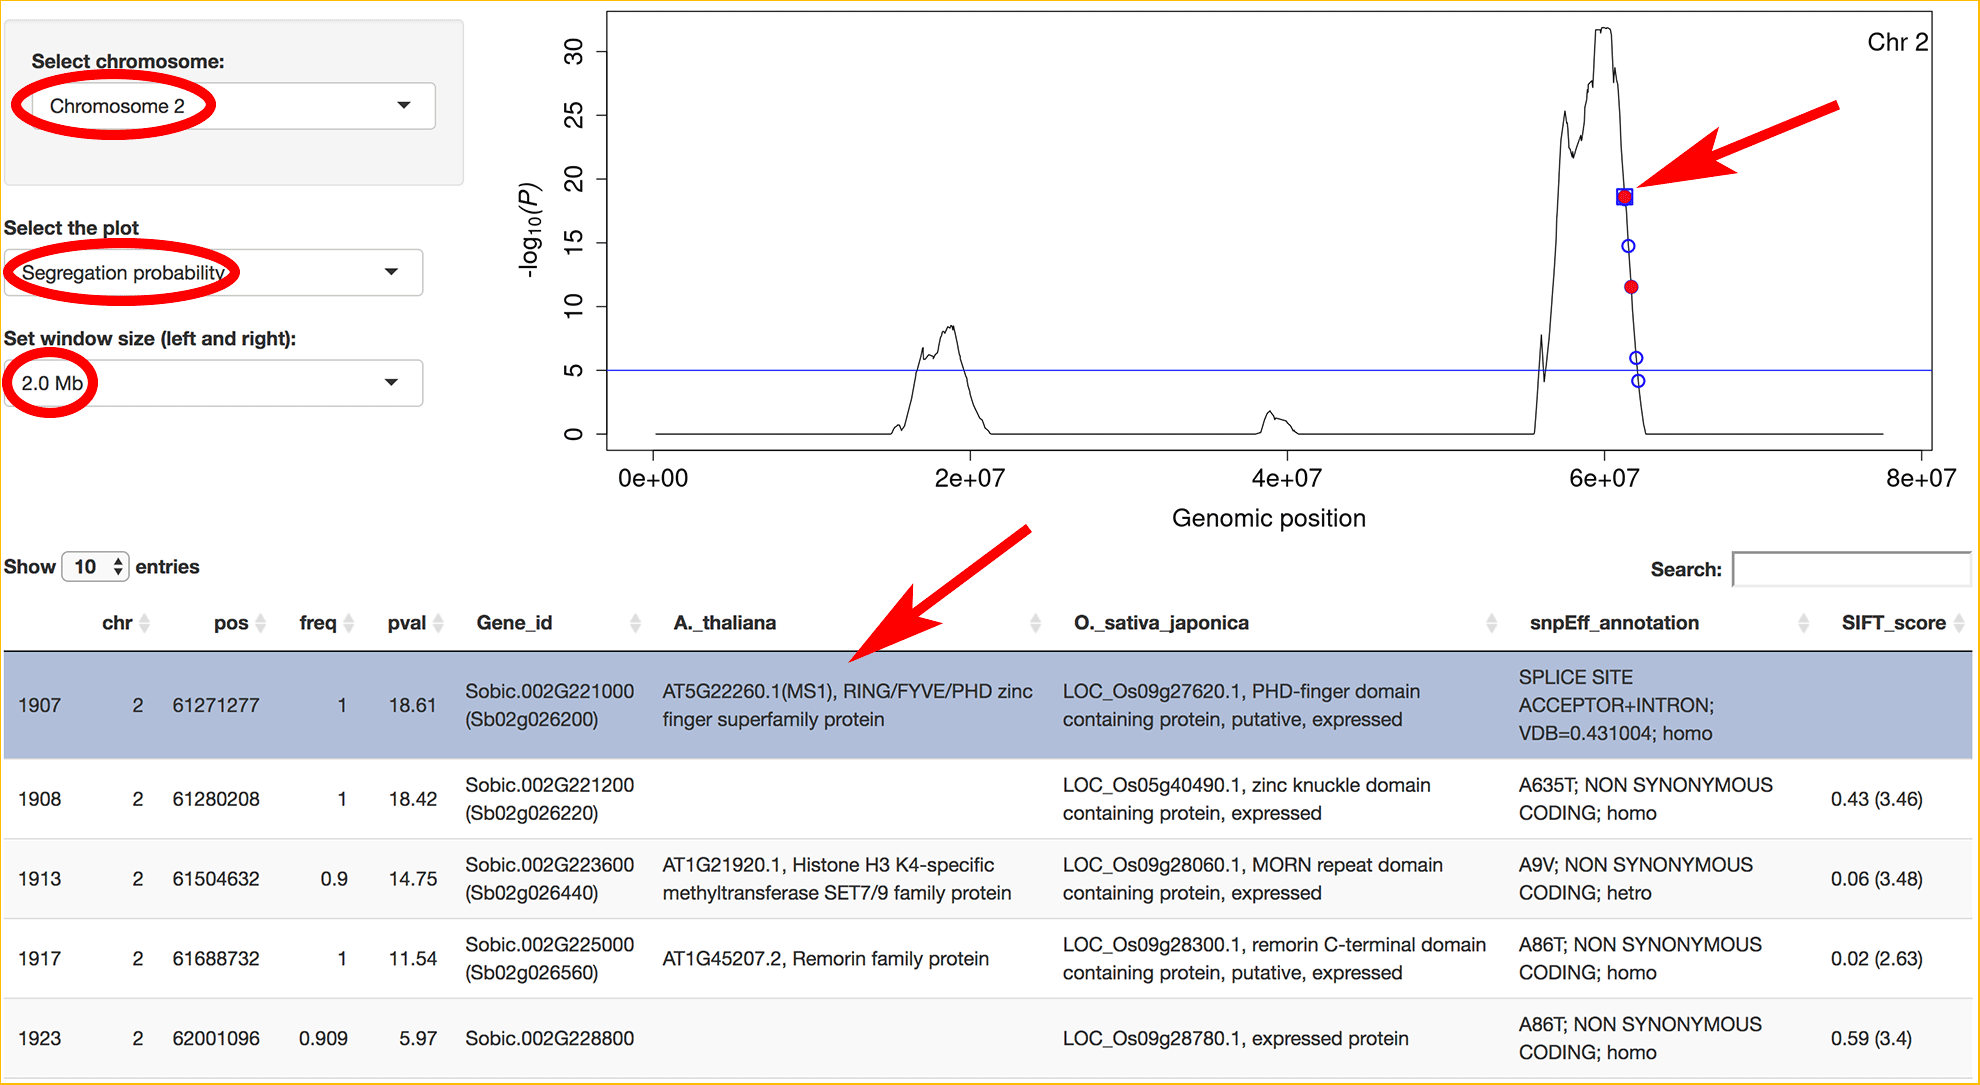 Select chromosome:
Chromosome 2
Select the plot
Segregation probability
Set window size (left and right):
2.0 Mb
Chr 2
-log10(P)
30
25
20
15
10
5
0
0e+00 2e+07 4e+07 6e+07 8e+07
Genomic position
Show 10 entries
Search:
chr pos freq pval Gene_id A._thaliana O._sativa_japonica snpEff_annotation SIFT_score
1907 2 61271277 1 18.61 Sobic.002G221000 (Sb02g026200) AT5G22260.1(MS1), RING/FYVE/PHD zinc finger superfamily protein LOC_Os09g27620.1, PHD-finger domain containing protein, putative, expressed SPLICE SITE ACCEPTOR+INTRON; VDB=0.431004; homo
1908 2 61280208 1 18.42 Sobic.002G221200 (Sb02g026220) LOC_Os05g40490.1, zinc knuckle domain containing protein, expressed A635T; NON SYNONYMOUS CODING; homo 0.43 (3.46)
1913 2 61504632 0.9 14.75 Sobic.002G223600 (Sb02g026440) AT1G21920.1, Histone H3 K4-specific methyltransferase SET7/9 family protein LOC_Os09g28060.1, MORN repeat domain containing protein, expressed A9V; NON SYNONYMOUS CODING; hetro 0.06 (3.48)
1917 2 61688732 1 11.54 Sobic.002G225000 (Sb02g026560) AT1G45207.2, Remorin family protein LOC_Os09g28300.1, remorin C-terminal domain containing protein, putative, expressed A86T; NON SYNONYMOUS CODING; homo 0.02 (2.63)
1923 2 62001096 0.909 5.97 Sobic.002G228800 LOC_Os09g28780.1, expressed protein A86T; NON SYNONYMOUS CODING; homo 0.59 (3.4)